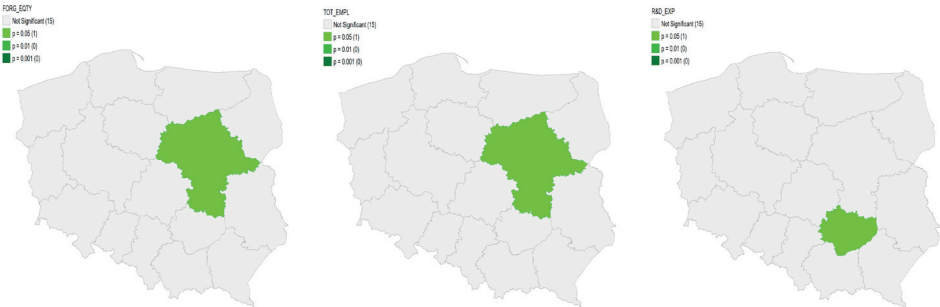 FORG_EQTY
Not Significant (15)
p = 0.05 (1)
p = 0.01 (0)
p = 0.001 (0)
TOT_EMPL
Not Significant (15)
p = 0.05 (1)
p = 0.01 (0)
p = 0.001 (0)
R&D_EXP
Not Significant (15)
p = 0.05 (1)
p = 0.01 (0)
p = 0.001 (0)